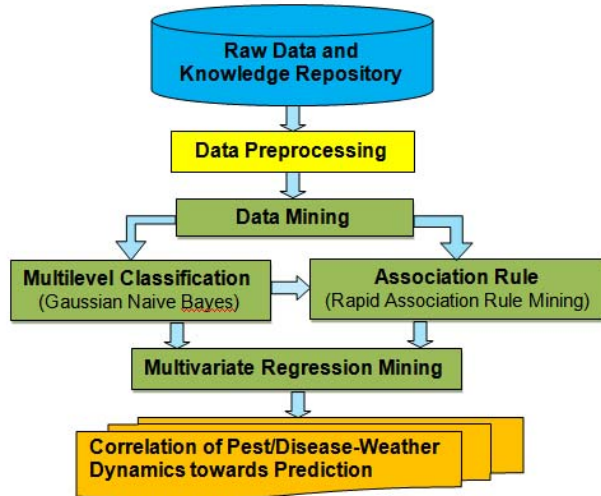 Raw Data and
Knowledge Repository
Data Preprocessing
Data Mining
Multilevel Classification
(Gaussian Naive Bayes)
Association Rule
(Rapid Association Rule Mining)
Multivariate Regression Mining
Correlation of Pest/Disease-Weather
Dynamics towards Prediction